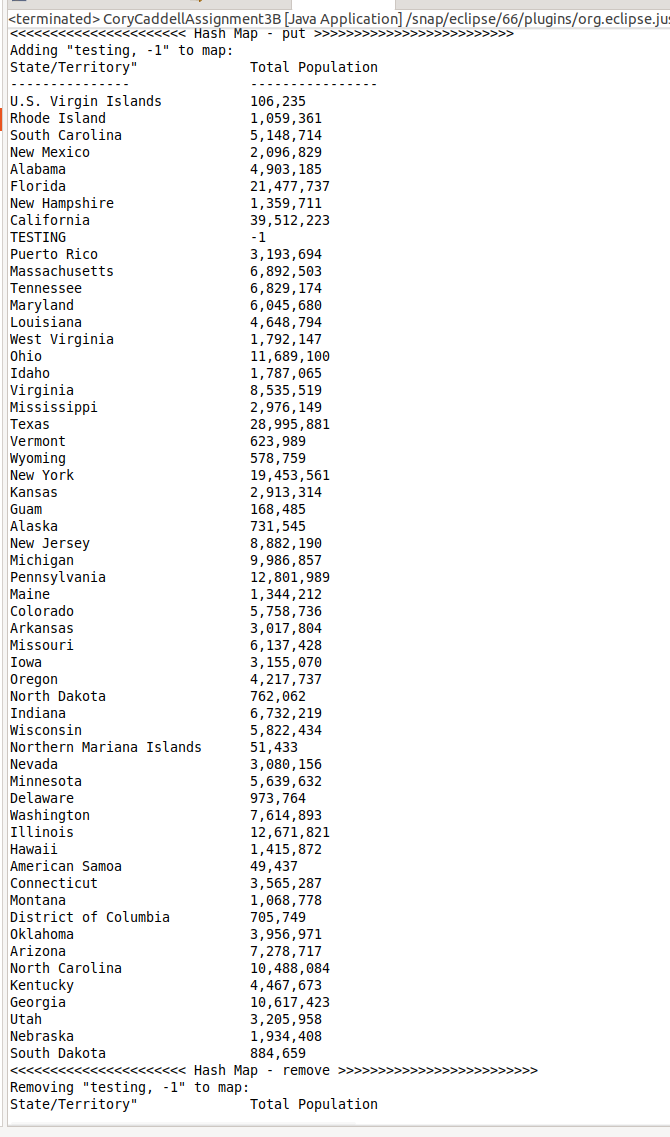 <terminated> CoryCaddellAssignment3B [Java Application] /snap/eclipse/66/plugins/org.eclipse.jus
<<<<<<<<<<<<<<<<<<<<<< Hash Map - put >>>>>>>>>>>>>>>>>>>>>>>>>
Adding "testing, -1" to map:
State/Territory" Total Population
--------------- ----------------
U.S. Virgin Islands 106,235
Rhode Island 1,059,361
South Carolina 5,148,714
New Mexico 2,096,829
Alabama 4,903,185
Florida 21,477,737
New Hampshire 1,359,711
California 39,512,223
TESTING -1
Puerto Rico 3,193,694
Massachusetts 6,892,503
Tennessee 6,829,174
Maryland 6,045,680
Louisiana 4,648,794
West Virginia 1,792,147
Ohio 11,689,100
Idaho 1,787,065
Virginia 8,535,519
Mississippi 2,976,149
Texas 28,995,881
Vermont 623,989
Wyoming 578,759
New York 19,453,561
Kansas 2,913,314
Guam 168,485
Alaska 731,545
New Jersey 8,882,190
Michigan 9,986,857
Pennsylvania 12,801,989
Maine 1,344,212
Colorado 5,758,736
Arkansas 3,017,804
Missouri 6,137,428
Iowa 3,155,070
Oregon 4,217,737
North Dakota 762,062
Indiana 6,732,219
Wisconsin 5,822,434
Northern Mariana Islands 51,433
Nevada 3,080,156
Minnesota 5,639,632
Delaware 973,764
Washington 7,614,893
Illinois 12,671,821
Hawaii 1,415,872
American Samoa 49,437
Connecticut 3,565,287
Montana 1,068,778
District of Columbia 705,749
Oklahoma 3,956,971
Arizona 7,278,717
North Carolina 10,488,084
Kentucky 4,467,673
Georgia 10,617,423
Utah 3,205,958
Nebraska 1,934,408
South Dakota 884,659
<<<<<<<<<<<<<<<<<<<<<< Hash Map - remove >>>>>>>>>>>>>>>>>>>>>>>>>
Removing "testing, -1" to map:
State/Territory" Total Population